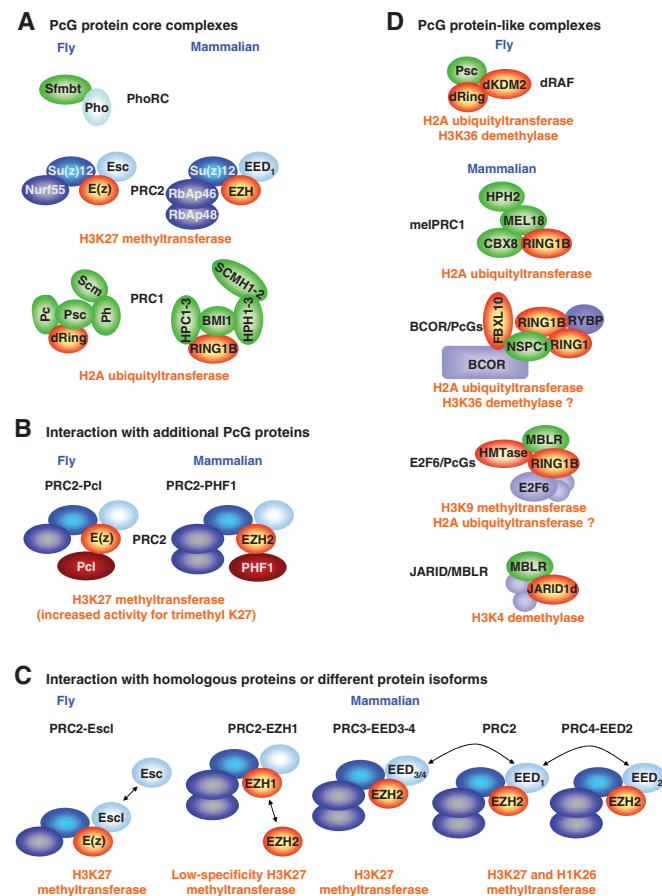 A PcG protein core complexes
Fly Mammalian
Sfmbt
Pho
PhoRC
Su(z)12 Esc
Nurf55 E(z)
PRC2
Su(z)12 EED1
RbAp46 EZH
RbAp48
H3K27 methyltransferase
Scm
Pc Psc Ph
dRing
PRC1
SCMH1-2
HPC1-3 BMI1 HPH1-3
RING1B
H2A ubiquityltransferase
B Interaction with additional PcG proteins
Fly Mammalian
PRC2-Pcl PRC2-PHF1
E(z) PRC2 EZH2
Pcl PHF1
H3K27 methyltransferase
(increased activity for trimethyl K27)
D PcG protein-like complexes
Fly
Psc
dKDM2 dRAF
dRing
H2A ubiquityltransferase
H3K36 demethylase
Mammalian
HPH2
melPRC1 MEL18
CBX8 RING1B
H2A ubiquityltransferase
BCOR/PcGs FBXL10 RING1B RYBP
NSPC1 RING1
BCOR
H2A ubiquityltransferase
H3K36 demethylase ?
MBLR
HMTase
E2F6/PcGs RING1B
E2F6
H3K9 methyltransferase
H2A ubiquityltransferase ?
JARID/MBLR MBLR
JARID1d
H3K4 demethylase
C Interaction with homologous proteins or different protein isoforms
Fly Mammalian
PRC2-Escl PRC2-EZH1 PRC3-EED3-4 PRC2 PRC4-EED2
Esc
Escl
E(z)
EZH1
EZH2
EED3/4
EZH2
EED1
EZH2
EED2
EZH2
H3K27 Low-specificity H3K27 H3K27 H3K27 and H1K26
methyltransferase methyltransferase methyltransferase methyltransferase